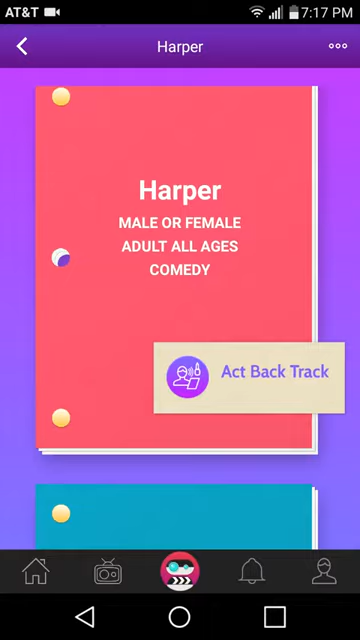 AT&T 7:17 PM
Harper
Harper
MALE OR FEMALE
ADULT ALL AGES
COMEDY
Act Back Track